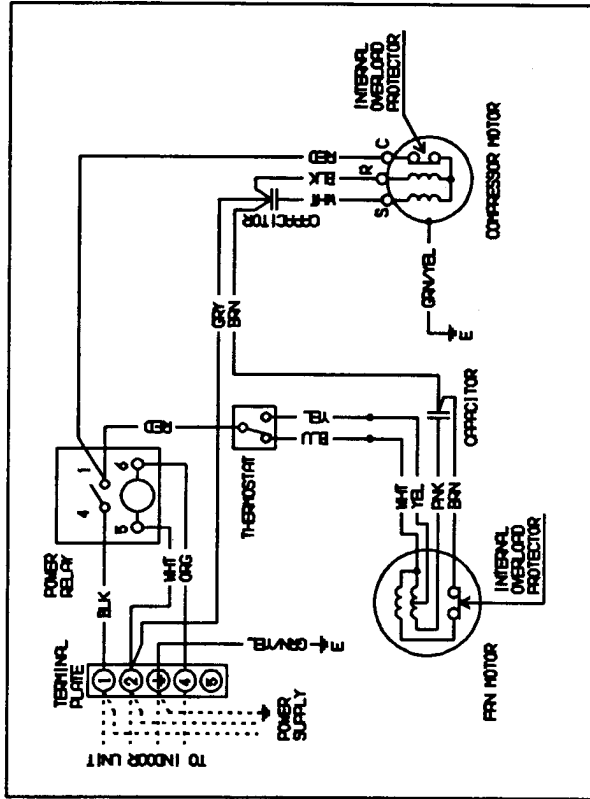 TERMINAL
PLATE
TO INDOOR UNIT
1
2
4
5
POWER
SUPPLY
GRN/YEL
E
BLK
WHT
ORG
POWER
RELAY
4
1
5
6
RED
THERMOSTAT
BLU
YEL
GRY
BRN
CAPACITOR
WHT
BLK
RED
S
R
C
INTERNAL
OVERLOAD
PROTECTOR
COMPRESSOR MOTOR
GRN/YEL
E
WHT
YEL
PNK
BRN
CAPACITOR
INTERNAL
OVERLOAD
PROTECTOR
FAN MOTOR